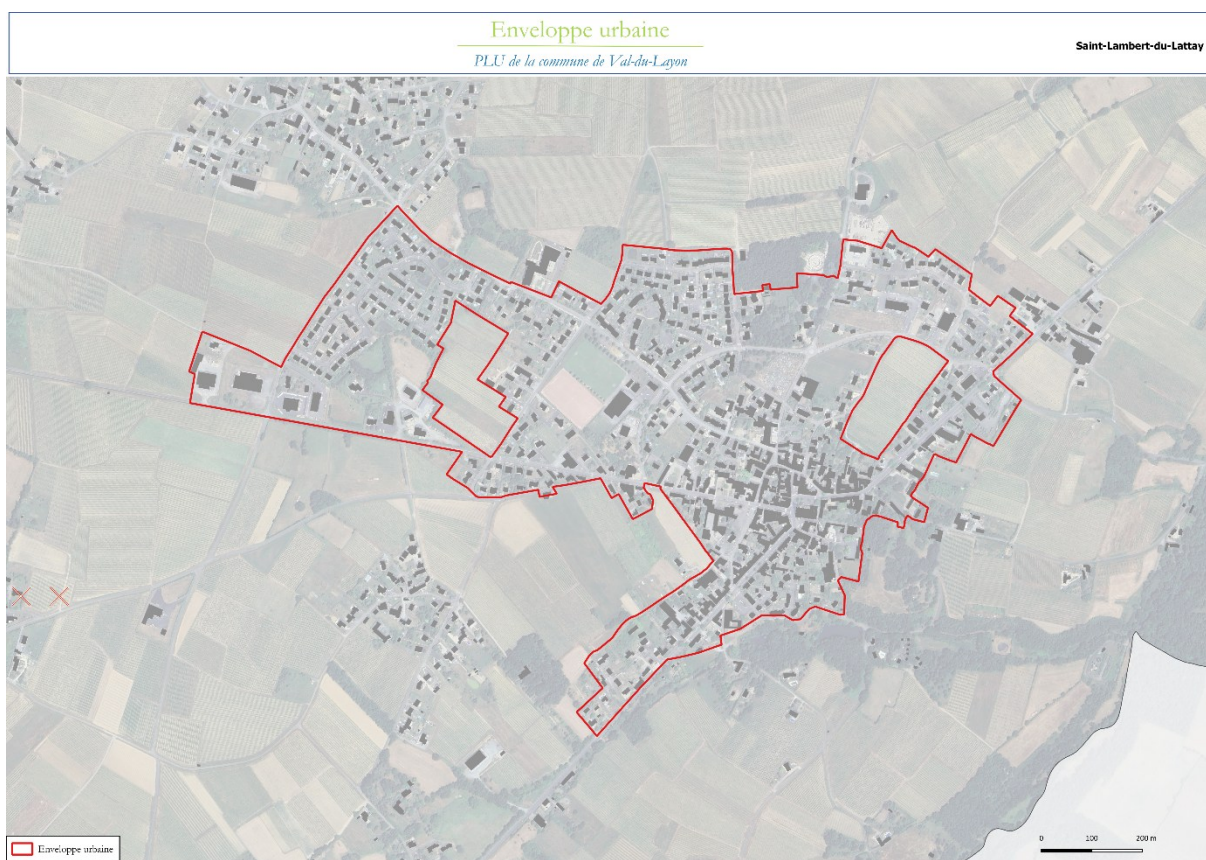 Enveloppe urbaine
PLU de la commune de Val-du-Layon
Saint-Lambert-du-Lattay
Enveloppe urbaine
0 100 200 m